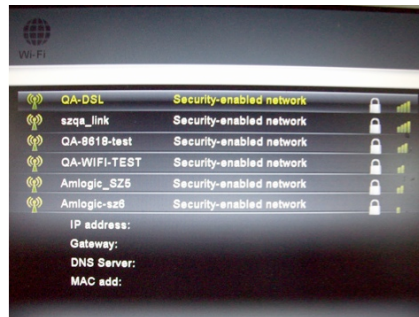 Wi-Fi
QA-DSL Security-enabled network
szqa_link Security-enabled network
QA-8618-test Security-enabled network
QA-WIFI-TEST Security-enabled network
Amlogic_SZ5 Security-enabled network
Amlogic-sz6 Security-enabled network
IP address:
Gateway:
DNS Server:
MAC add: